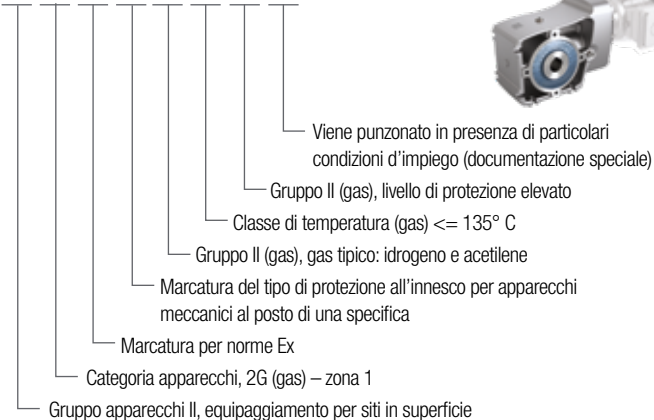 Viene punzonato in presenza di particolari
condizioni d'impiego (documentazione speciale)
Gruppo II (gas), livello di protezione elevato
Classe di temperatura (gas) <= 135° C
Gruppo II (gas), gas tipico: idrogeno e acetilene
Marcatura del tipo di protezione all'innesco per apparecchi
meccanici al posto di una specifica
Marcatura per norme Ex
Categoria apparecchi, 2G (gas) – zona 1
Gruppo apparecchi II, equipaggiamento per siti in superficie